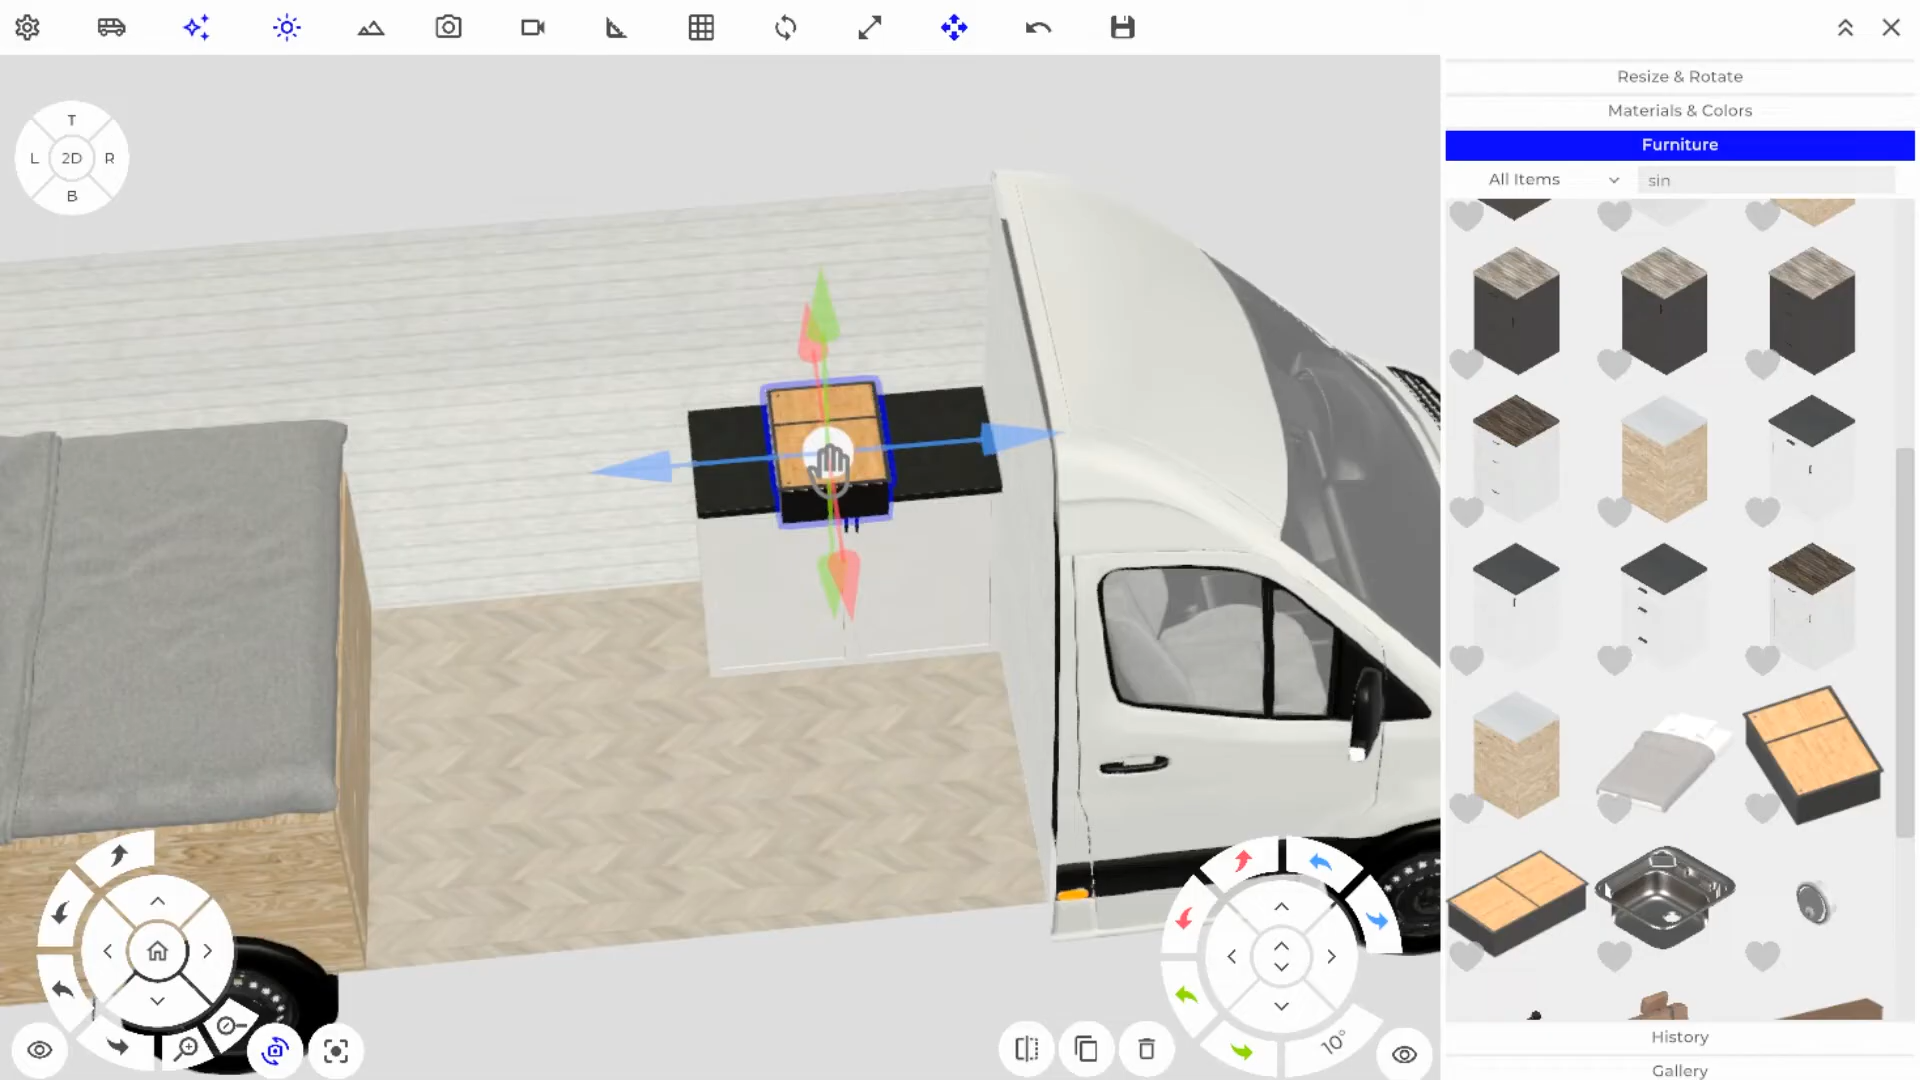 Resize & Rotate
Materials & Colors
Furniture
All Items
sin
T
L 2D R
B
10°
History
Gallery